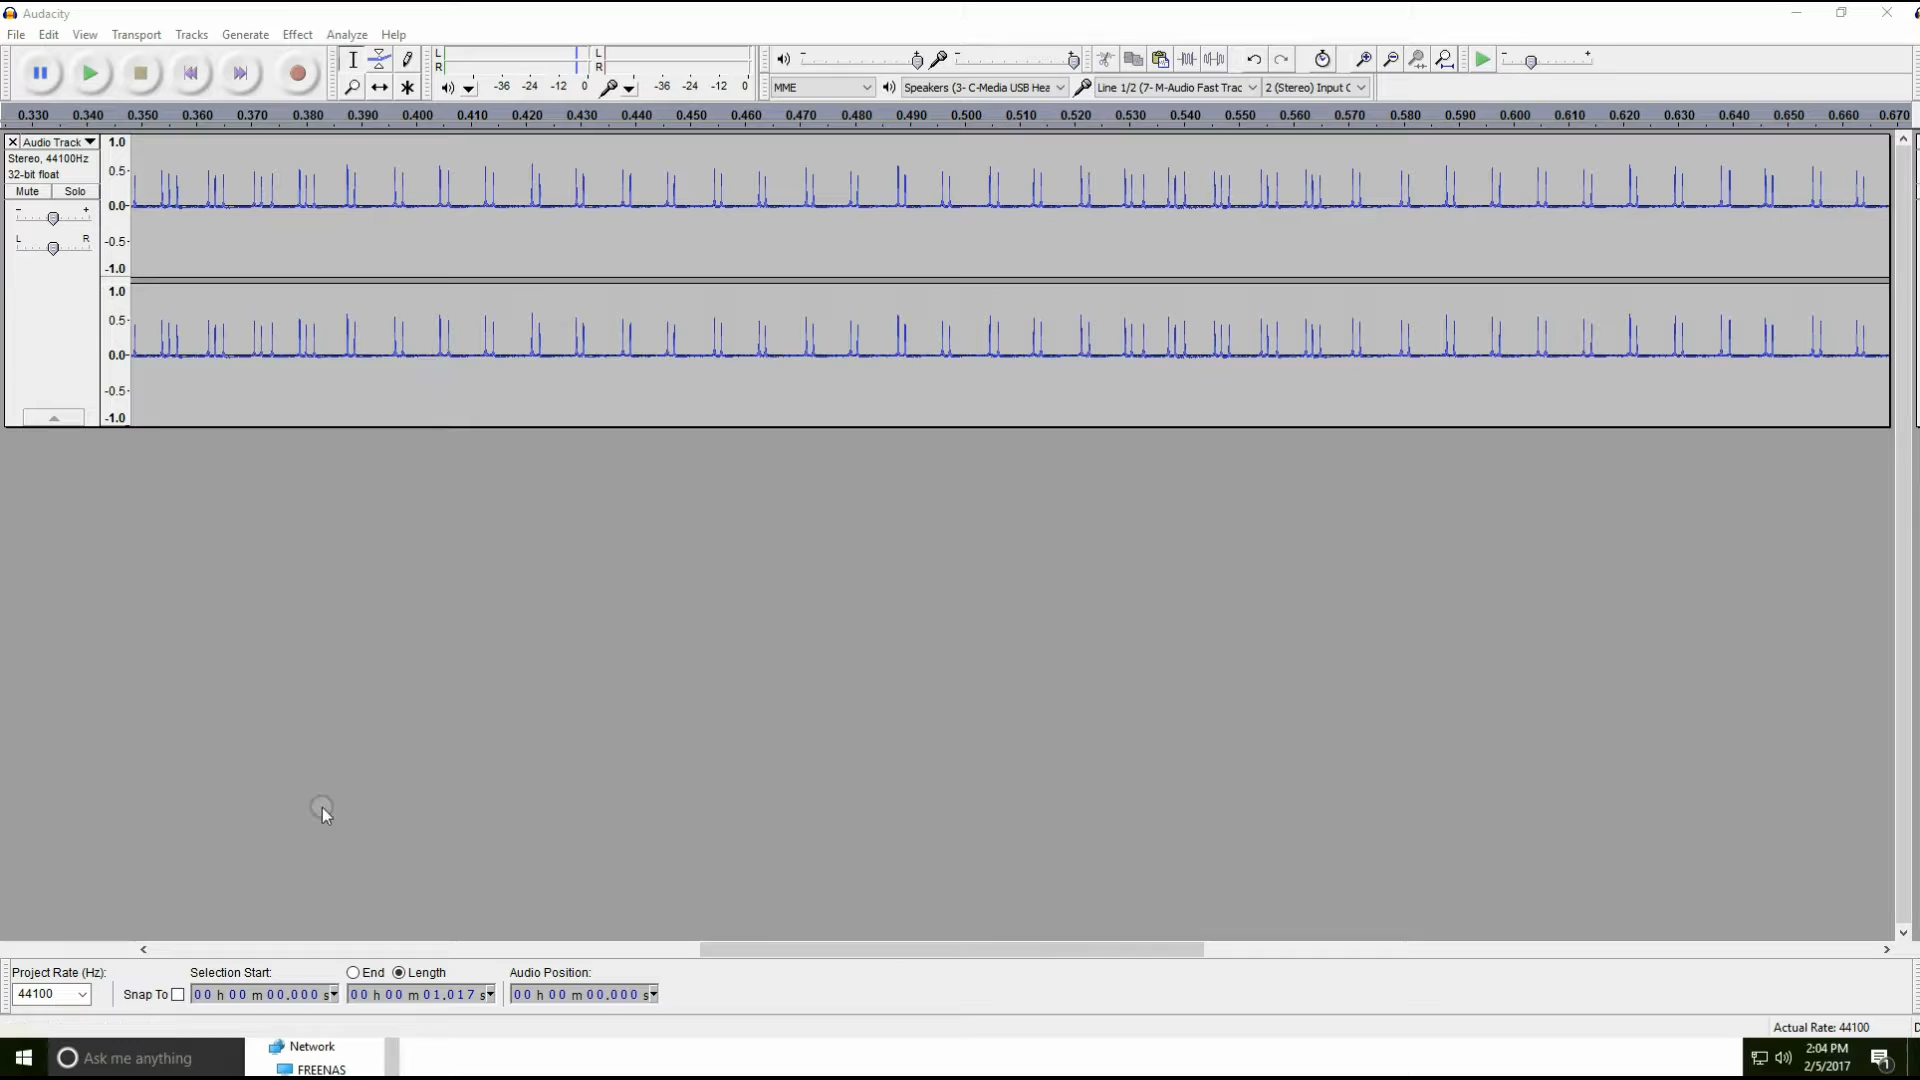 Audacity
File Edit View Transport Tracks Generate Effect Analyze Help
L
R
L
R
-36 -24 -12 0
-36 -24 -12 0
MME
Speakers (3- C-Media USB Hea
Line 1/2 (7- M-Audio Fast Trac
2 (Stereo) Input C
0.330 0.340 0.350 0.360 0.370 0.380 0.390 0.400 0.410 0.420 0.430 0.440 0.450 0.460 0.470 0.480 0.490 0.500 0.510 0.520 0.530 0.540 0.550 0.560 0.570 0.580 0.590 0.600 0.610 0.620 0.630 0.640 0.650 0.660 0.670
Audio Track
Stereo, 44100Hz
32-bit float
Mute Solo
- +
L R
1.0
0.5
0.0
-0.5
-1.0
1.0
0.5
0.0
-0.5
-1.0
Project Rate (Hz):
44100
Snap To
Selection Start:
00 h 00 m 00.000 s
End Length
00 h 00 m 01.017 s
Audio Position:
00 h 00 m 00.000 s
Actual Rate: 44100
Ask me anything
Network
FREENAS
2:04 PM
2/5/2017
1